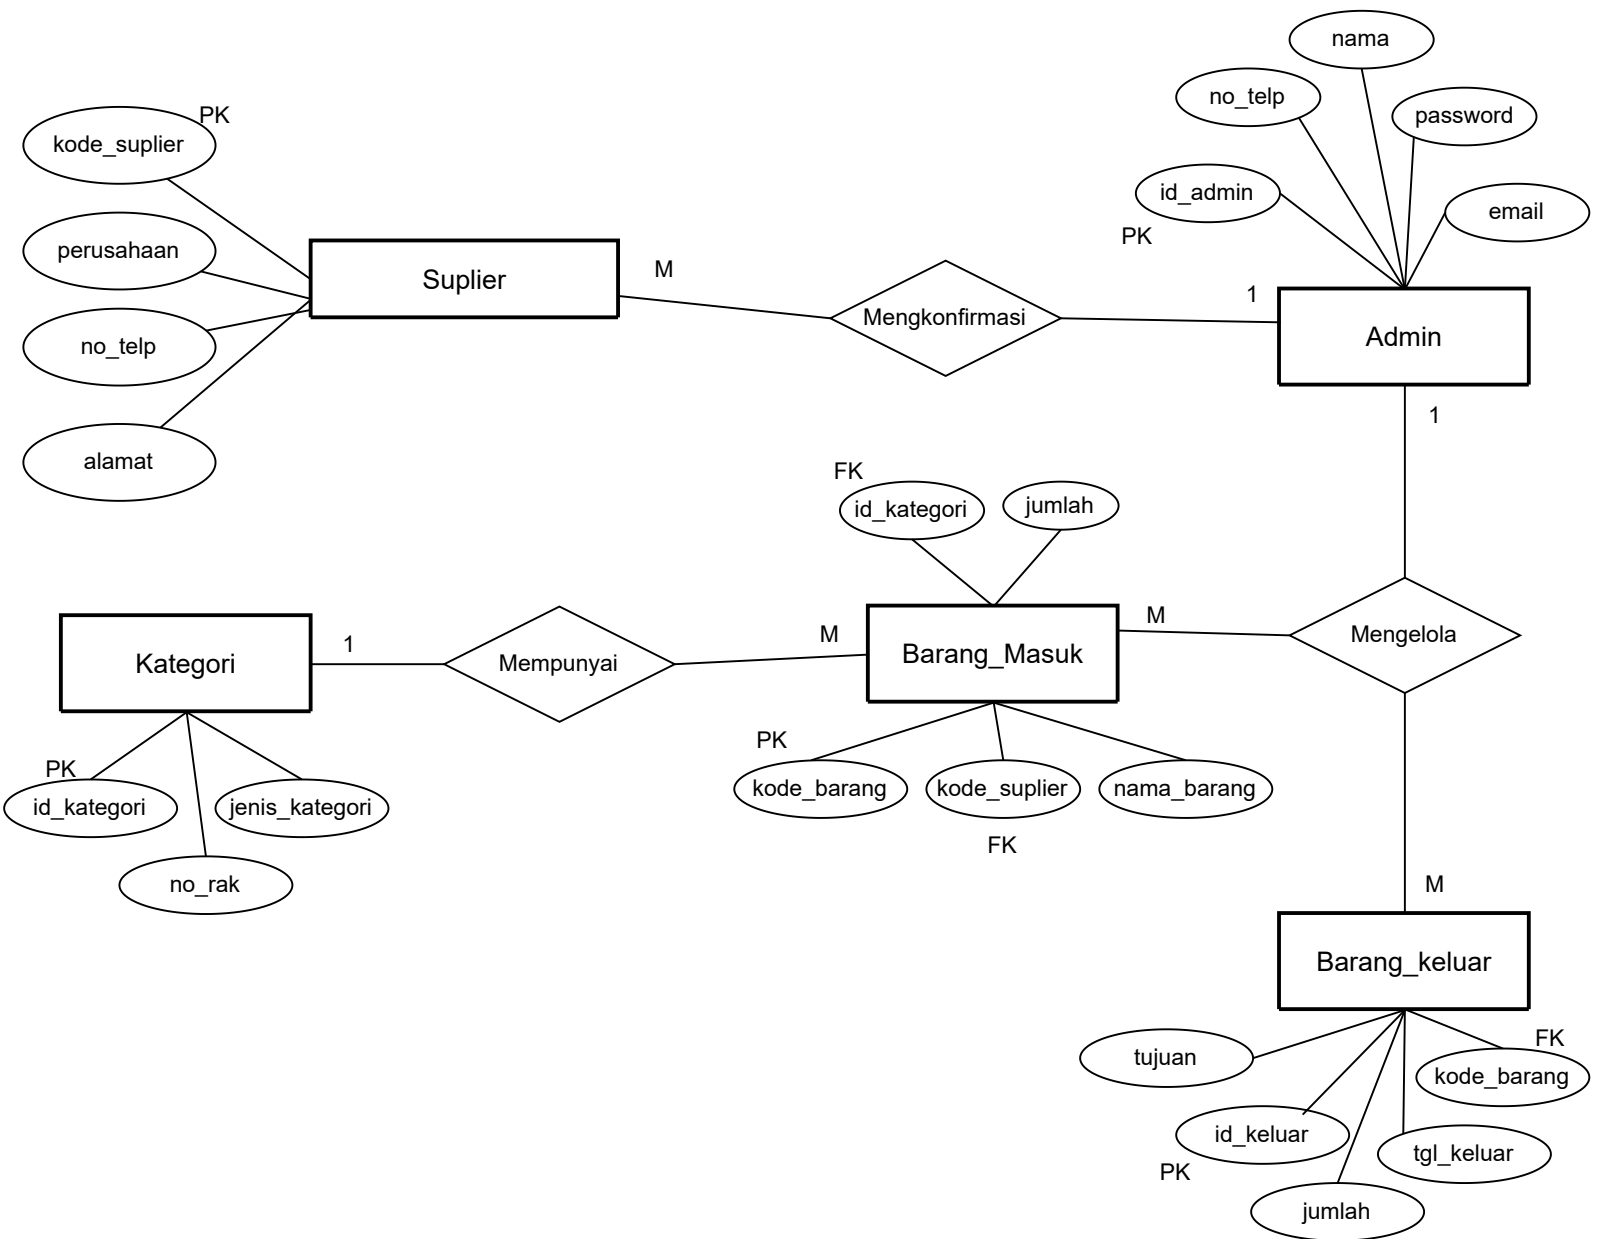 nama
no_telp
PK
password
kode_suplier
id_admin
email
PK
perusahaan
M
Suplier
1
Mengkonfirmasi
Admin
no_telp
1
alamat
FK
id_kategori
jumlah
M
M
Mengelola
1
Kategori
Mempunyai
Barang_Masuk
PK
PK
kode_barang
kode_suplier
nama_barang
id_kategori
jenis_kategori
FK
no_rak
M
Barang_keluar
FK
tujuan
kode_barang
id_keluar
tgl_keluar
PK
jumlah